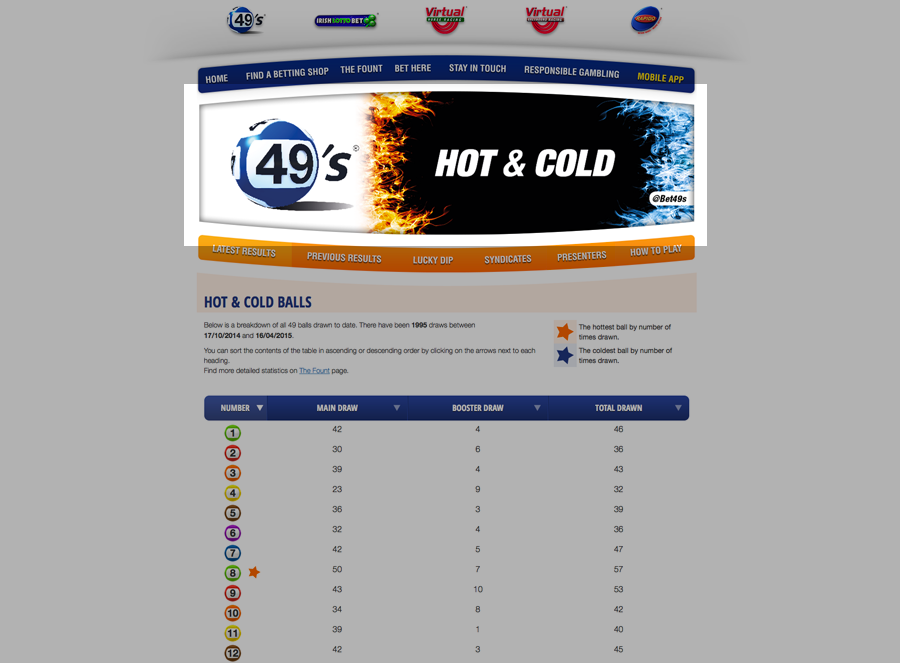 49's
IRISH LOTTO BET
Virtual HORSE RACING
Virtual GREYHOUND RACING
RAPIDO
HOME FIND A BETTING SHOP THE FOUNT BET HERE STAY IN TOUCH RESPONSIBLE GAMBLING MOBILE APP
49's®
HOT & COLD
@Bet49s
LATEST RESULTS PREVIOUS RESULTS LUCKY DIP SYNDICATES PRESENTERS HOW TO PLAY
HOT & COLD BALLS
Below is a breakdown of all 49 balls drawn to date. There have been 1995 draws between
17/10/2014 and 16/04/2015.
You can sort the contents of the table in ascending or descending order by clicking on the arrows next to each
heading.
Find more detailed statistics on The Fount page.
The hottest ball by number of
times drawn.
The coldest ball by number of
times drawn.
NUMBER MAIN DRAW BOOSTER DRAW TOTAL DRAWN
1 42 4 46
2 30 6 36
3 39 4 43
4 23 9 32
5 36 3 39
6 32 4 36
7 42 5 47
8 50 7 57
9 43 10 53
10 34 8 42
11 39 1 40
12 42 3 45